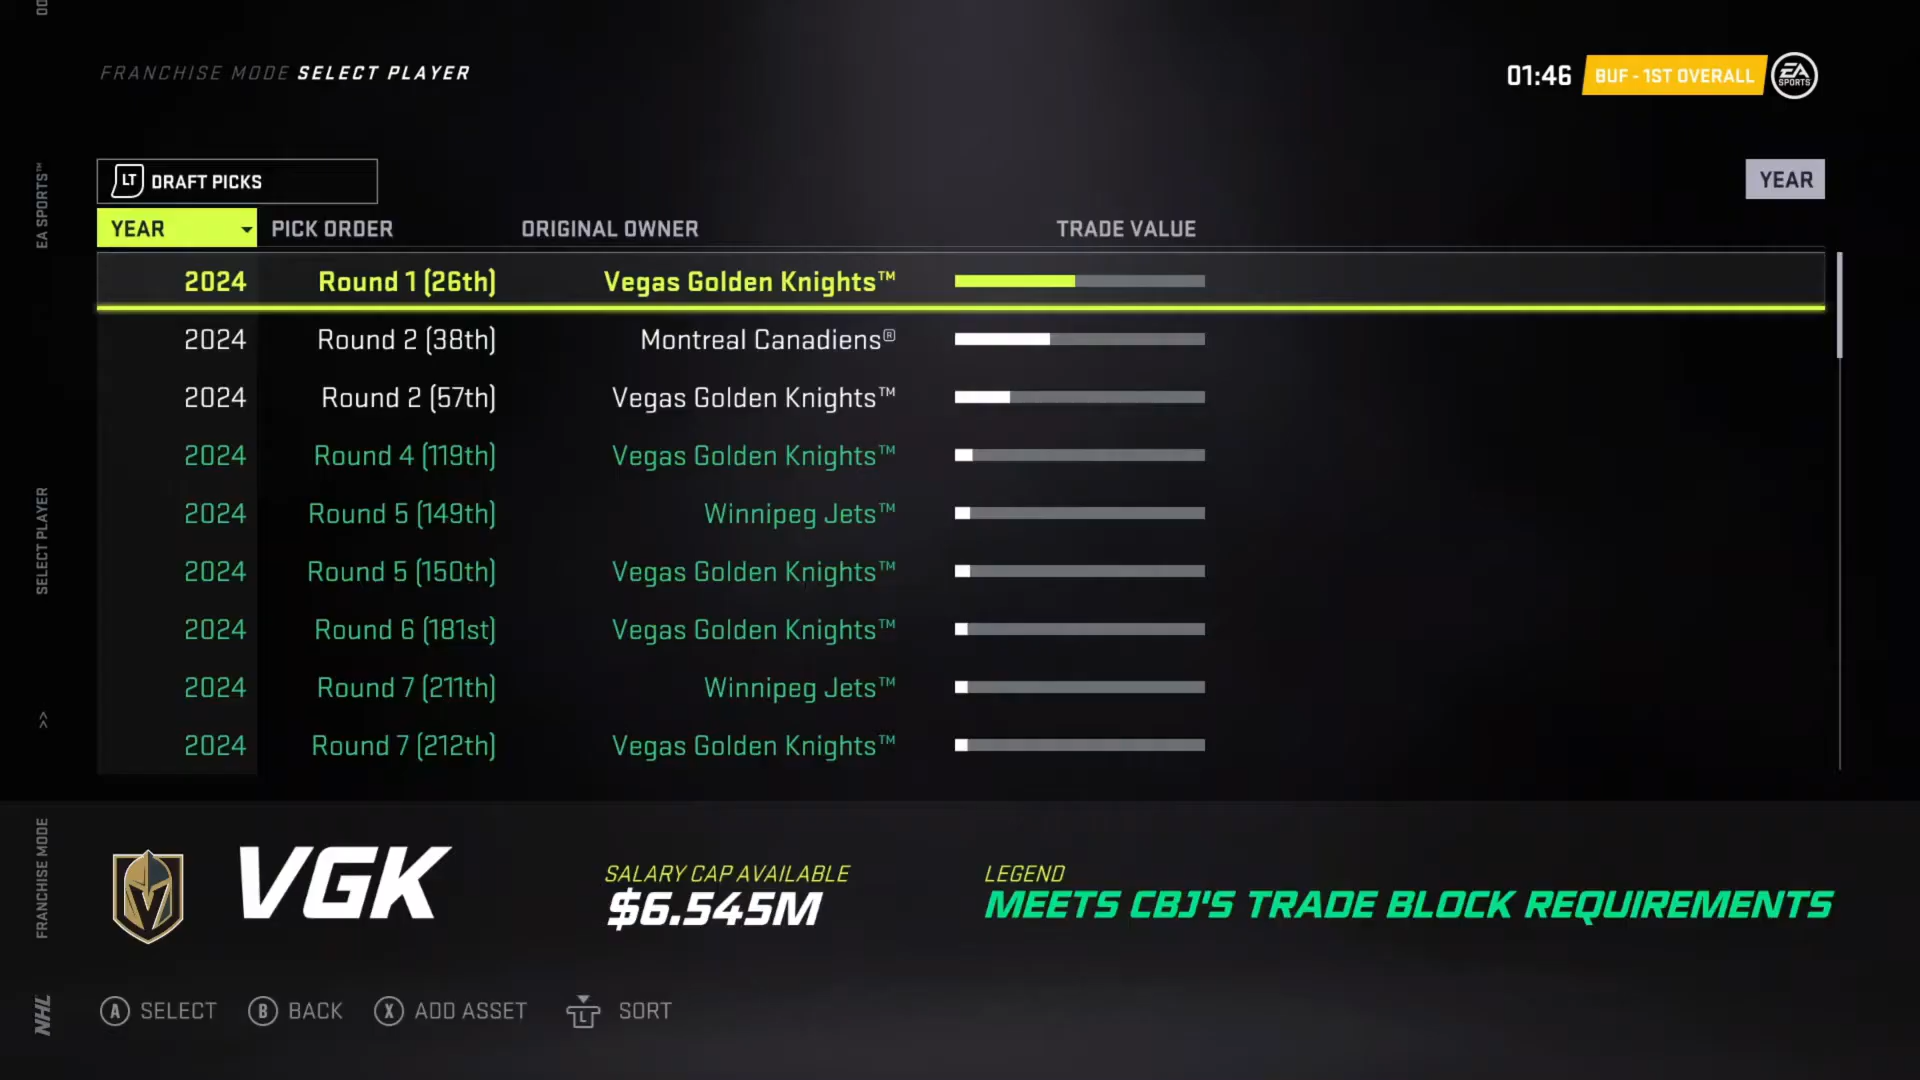 FRANCHISE MODE SELECT PLAYER
01:46
BUF - 1ST OVERALL
EA SPORTS
LT DRAFT PICKS
YEAR
YEAR PICK ORDER ORIGINAL OWNER TRADE VALUE
2024 Round 1 (26th) Vegas Golden Knights™
2024 Round 2 (38th) Montreal Canadiens®
2024 Round 2 (57th) Vegas Golden Knights™
2024 Round 4 (119th) Vegas Golden Knights™
2024 Round 5 (149th) Winnipeg Jets™
2024 Round 5 (150th) Vegas Golden Knights™
2024 Round 6 (181st) Vegas Golden Knights™
2024 Round 7 (211th) Winnipeg Jets™
2024 Round 7 (212th) Vegas Golden Knights™
VGK
SALARY CAP AVAILABLE
$6.545M
LEGEND
MEETS CBJ'S TRADE BLOCK REQUIREMENTS
A SELECT B BACK X ADD ASSET L SORT
EA SPORTS™
SELECT PLAYER
>>
FRANCHISE MODE
NHL